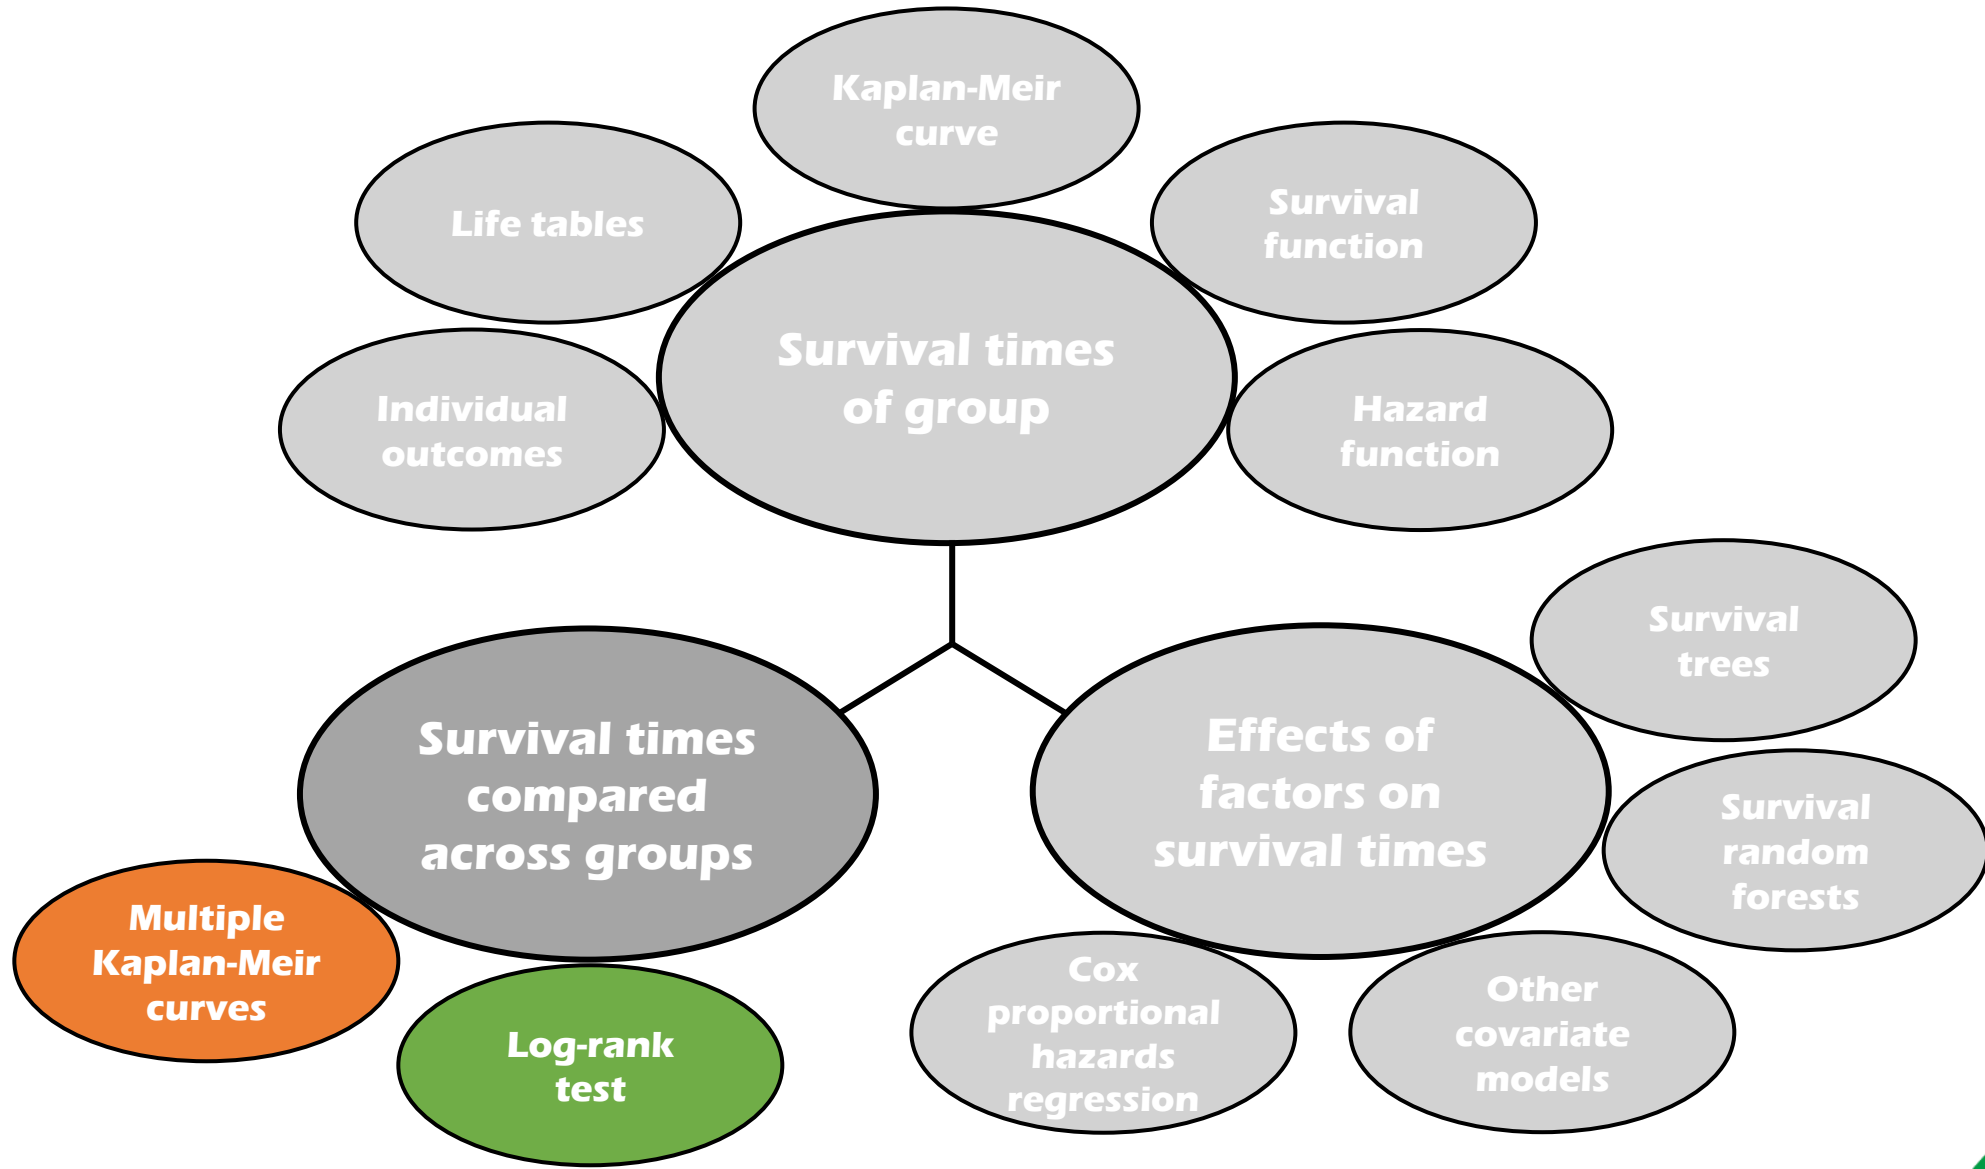 Kaplan-Meir
curve
Life tables
Survival
function
Individual
outcomes
Survival times
of group
Hazard
function
Survival times
compared
across groups
Effects of
factors on
survival times
Survival
trees
Survival
random
forests
Multiple
Kaplan-Meir
curves
Log-rank
test
Cox
proportional
hazards
regression
Other
covariate
models